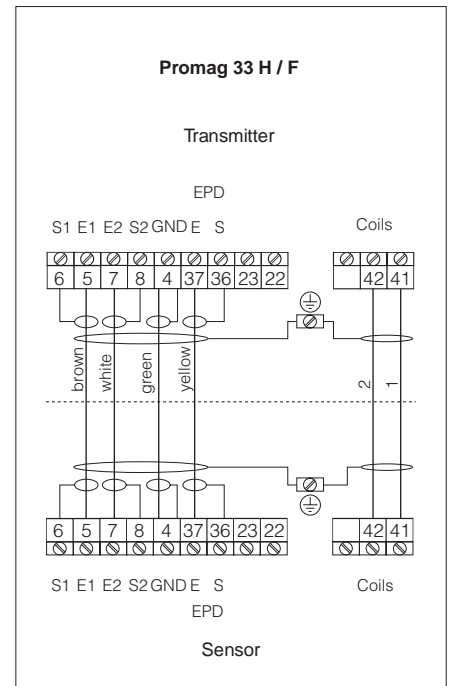 Promag 33 H / F
Transmitter
EPD
S1 E1 E2 S2 GND E S Coils
6 5 7 8 4 37 36 23 22 42 41
brown white green yellow 2 1
6 5 7 8 4 37 36 23 22 42 41
S1 E1 E2 S2 GND E S Coils
EPD
Sensor